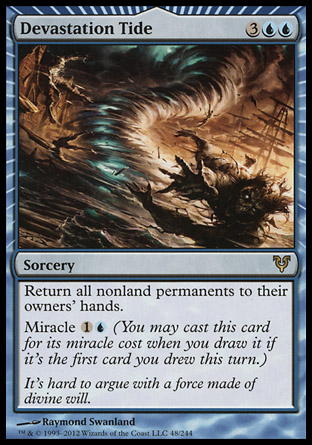 Devastation Tide 3
Sorcery
Return all nonland permanents to their
owners' hands.
Miracle 1 (You may cast this card
for its miracle cost when you draw it if
it's the first card you drew this turn.)
It's hard to argue with a force made of
divine will.
Raymond Swanland
™ & © 1993–2012 Wizards of the Coast LLC 48/244